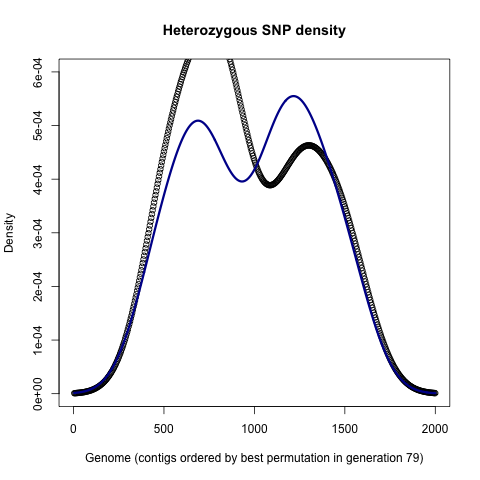 Heterozygous SNP density
Density
6e-04
5e-04
4e-04
3e-04
2e-04
1e-04
0e+00
0 500 1000 1500 2000
Genome (contigs ordered by best permutation in generation 79)